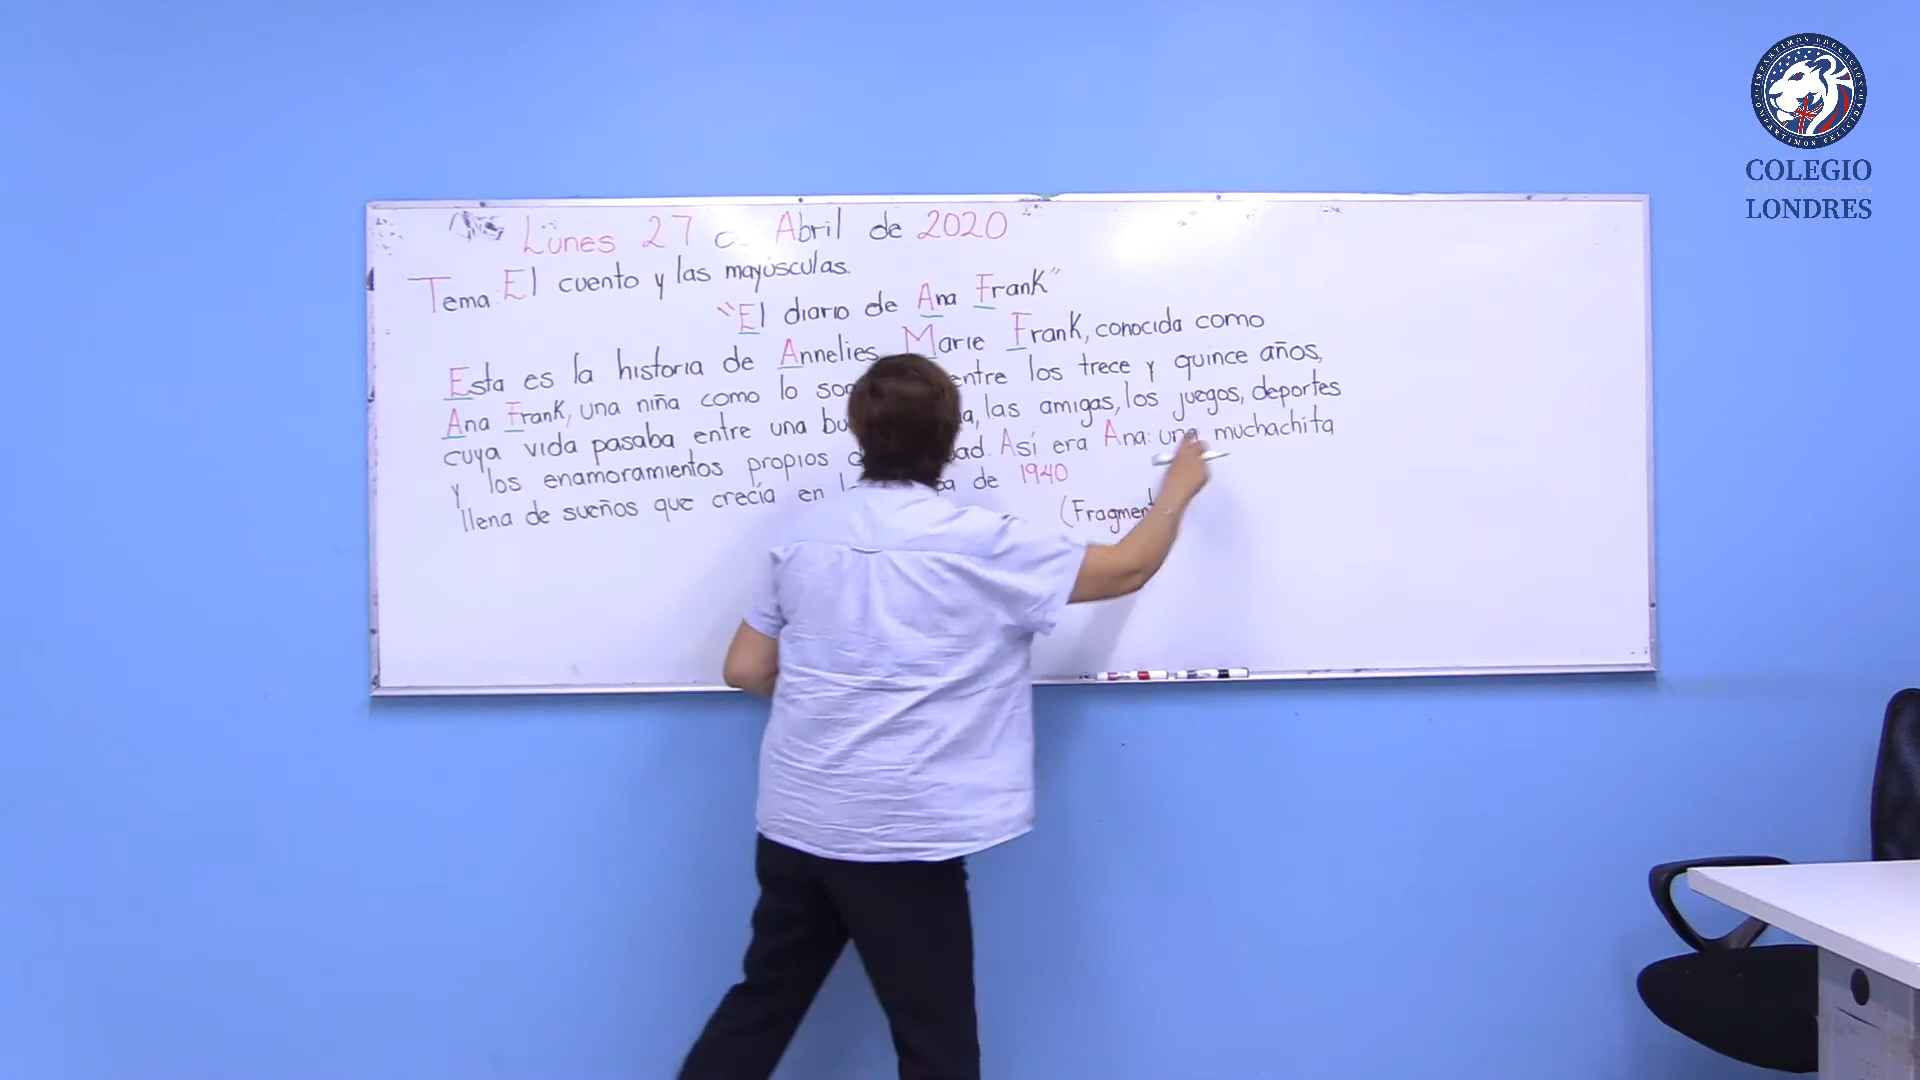 Lunes 27 Abril de 2020
Tema: El cuento y las mayúsculas.
"El diario de Ana Frank"
Esta es la historia de Annelies Marie Frank, conocida como
Ana Frank, una niña como lo entre los trece y quince años,
cuya vida pasaba entre una las amigas, los juegos, deportes
y los enamoramientos propios Así era Ana: una muchachita
llena de sueños que crecía en de 1940
COLEGIO
LONDRES